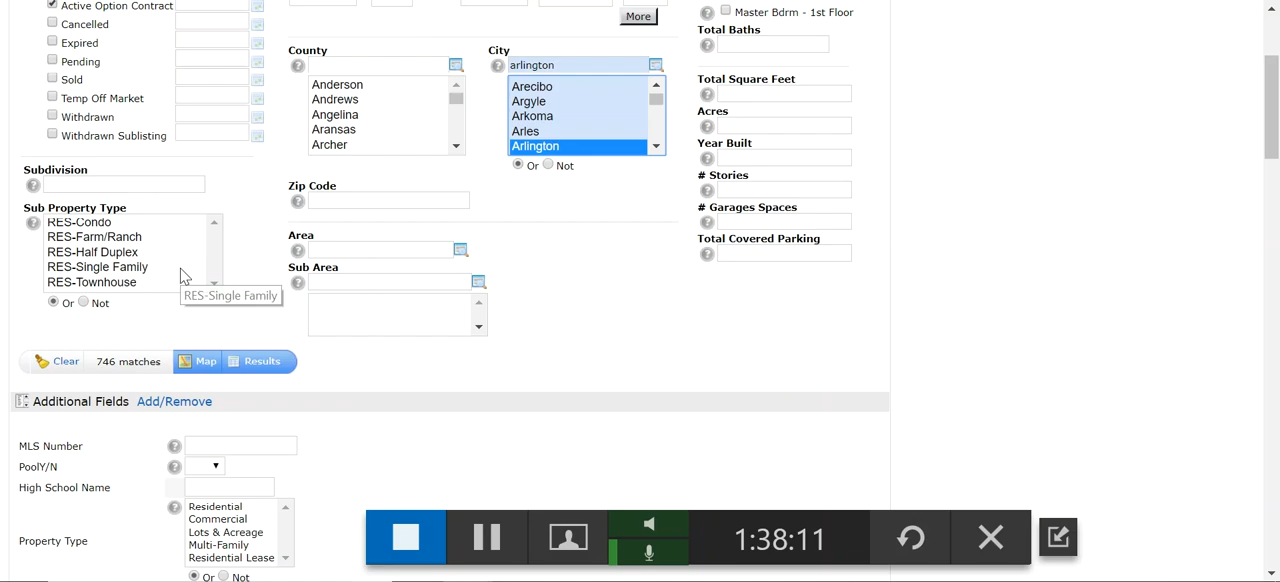 Active Option Contract
Cancelled
Expired
Pending
Sold
Temp Off Market
Withdrawn
Withdrawn Sublisting
Subdivision
Sub Property Type
RES-Condo
RES-Farm/Ranch
RES-Half Duplex
RES-Single Family
RES-Townhouse
RES-Single Family
Or Not
More
County
Anderson
Andrews
Angelina
Aransas
Archer
City
arlington
Arecibo
Argyle
Arkoma
Arles
Arlington
Or Not
Zip Code
Area
Sub Area
Master Bdrm - 1st Floor
Total Baths
Total Square Feet
Acres
Year Built
# Stories
# Garages Spaces
Total Covered Parking
Clear 746 matches Map Results
Additional Fields Add/Remove
MLS Number
PoolY/N
High School Name
Property Type
Residential
Commercial
Lots & Acreage
Multi-Family
Residential Lease
Or Not
1:38:11